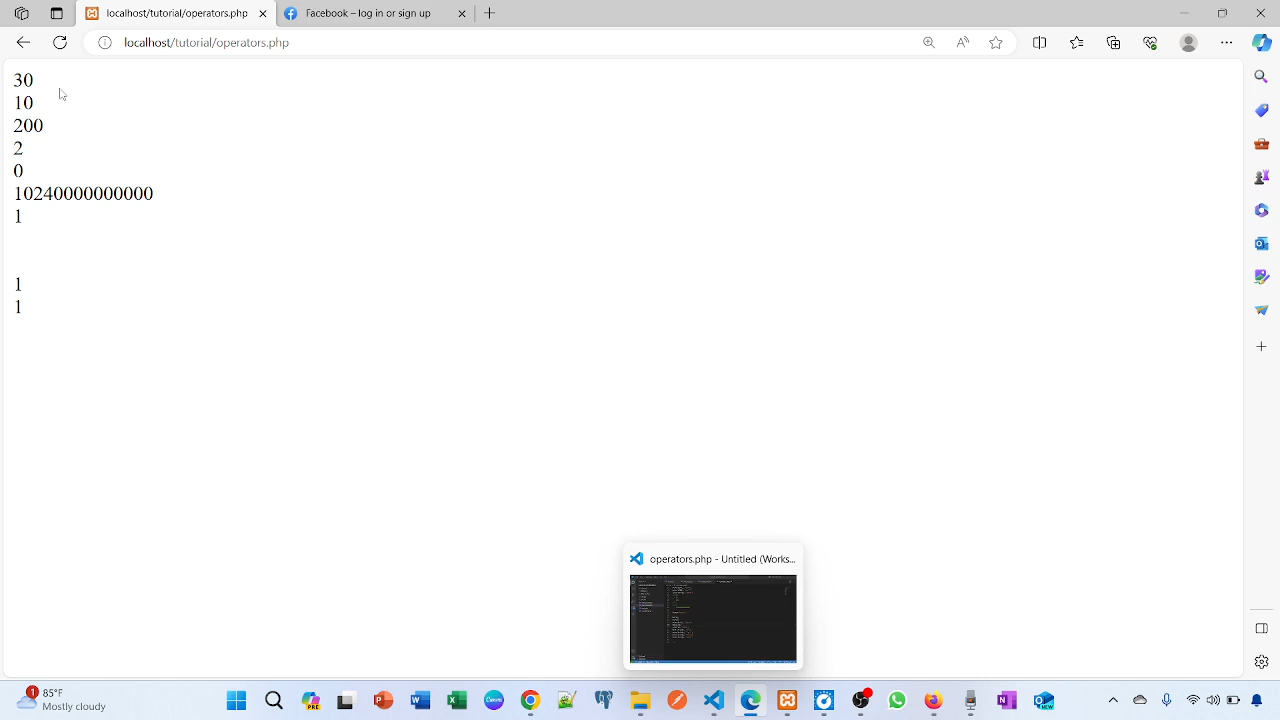 localhost/tutorial/operators.php
Facebook – log in or sign up
localhost/tutorial/operators.php
30
10
200
2
0
10240000000000
1
1
1
operators.php - Untitled (Works...
Mostly cloudy